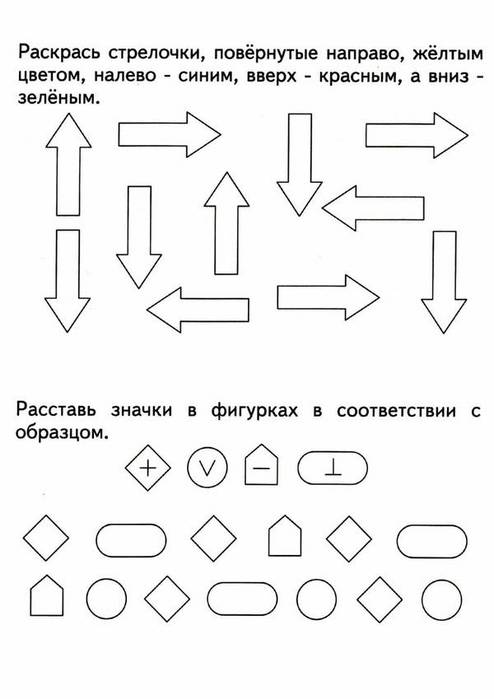 Раскрась стрелочки, повёрнутые направо, жёлтым
цветом, налево - синим, вверх - красным, а вниз -
зелёным.
Расставь значки в фигурках в соответствии с
образцом.